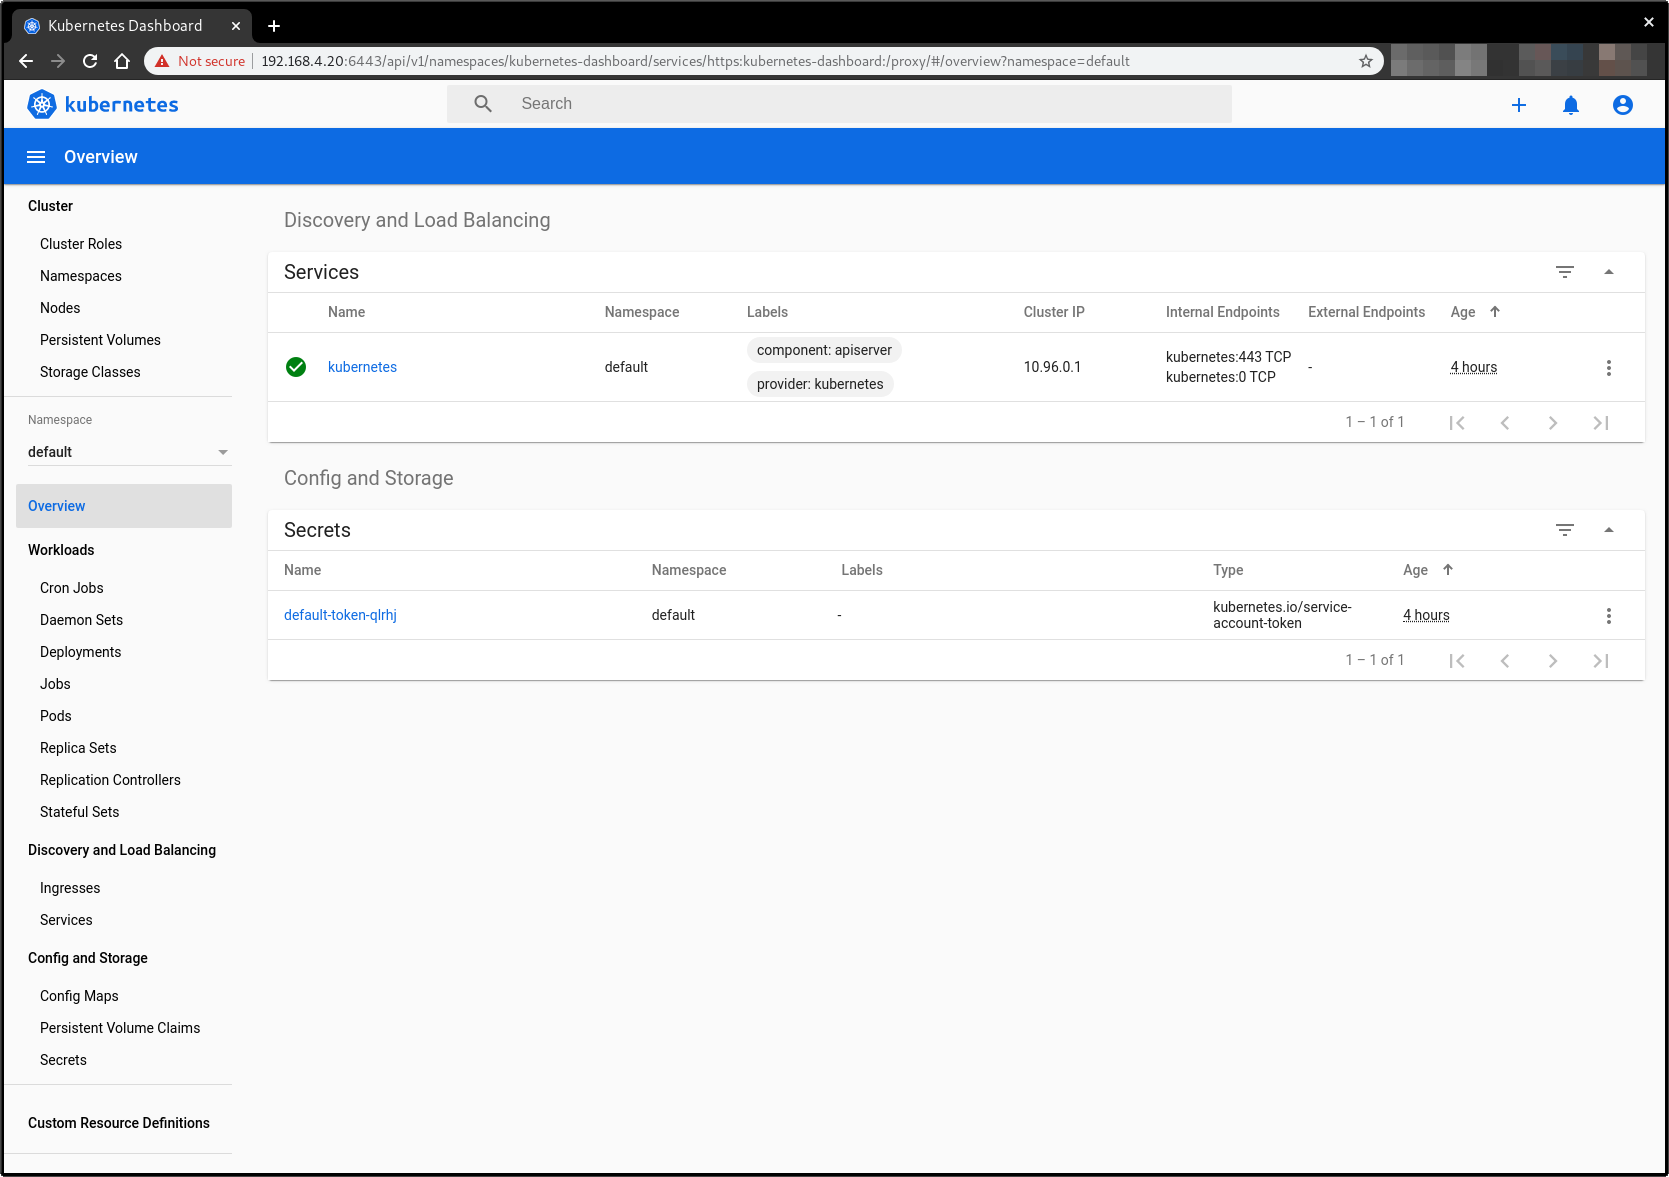 Kubernetes Dashboard
Not secure 192.168.4.20:6443/api/v1/namespaces/kubernetes-dashboard/services/https:kubernetes-dashboard:/proxy/#/overview?namespace=default
kubernetes
Search
Overview
Cluster
Cluster Roles
Namespaces
Nodes
Persistent Volumes
Storage Classes
Namespace
default
Overview
Workloads
Cron Jobs
Daemon Sets
Deployments
Jobs
Pods
Replica Sets
Replication Controllers
Stateful Sets
Discovery and Load Balancing
Ingresses
Services
Config and Storage
Config Maps
Persistent Volume Claims
Secrets
Custom Resource Definitions
Discovery and Load Balancing
Services
Name Namespace Labels Cluster IP Internal Endpoints External Endpoints Age
kubernetes default component: apiserver provider: kubernetes 10.96.0.1 kubernetes:443 TCP kubernetes:0 TCP - 4 hours
1 – 1 of 1
Config and Storage
Secrets
Name Namespace Labels Type Age
default-token-qlrhj default - kubernetes.io/service-account-token 4 hours
1 – 1 of 1